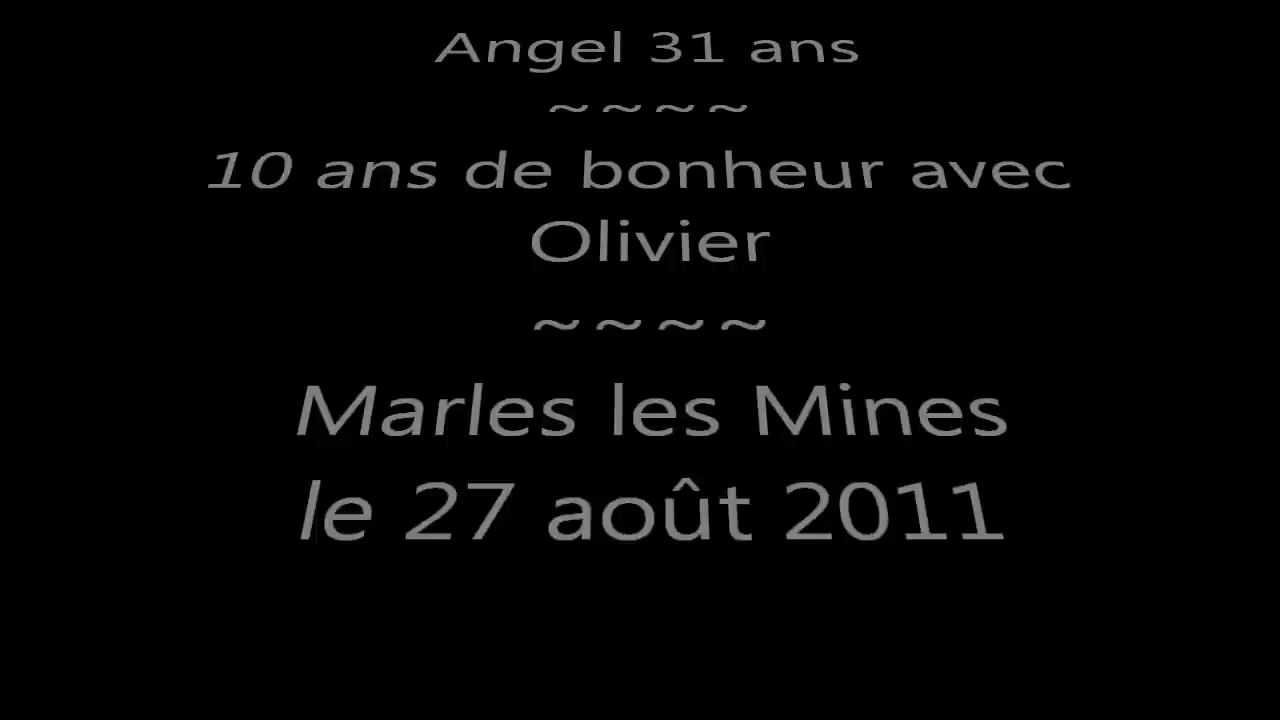 Angel 31 ans
~~~~
10 ans de bonheur avec
Olivier
~~~~
Marles les Mines
le 27 août 2011